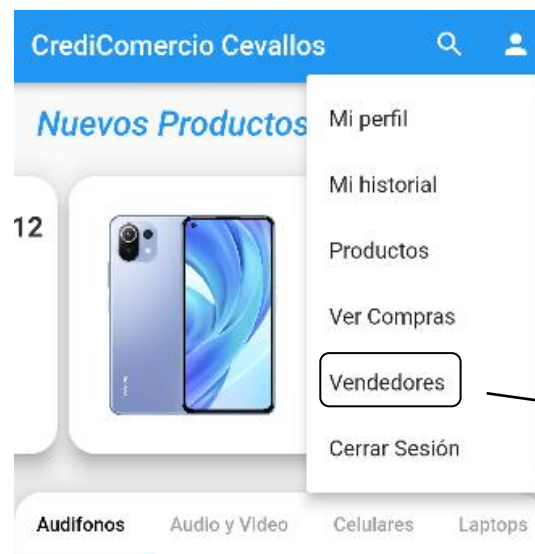 CrediComercio Cevallos
Nuevos Productos
Mi perfil
Mi historial
12
Productos
Ver Compras
Vendedores
Cerrar Sesión
Audifonos Audio y Video Celulares Laptops